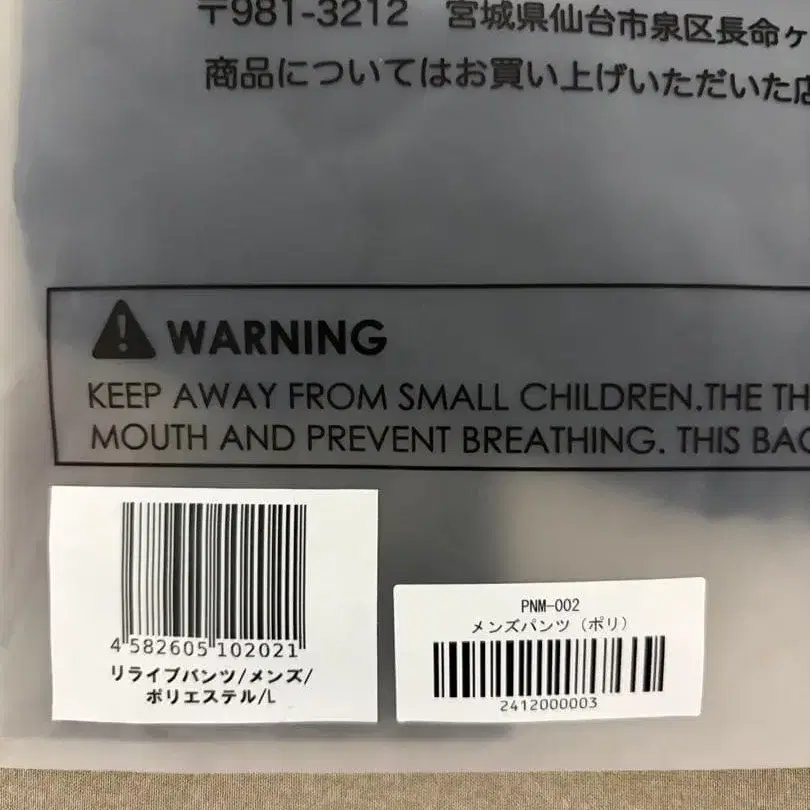 〒981-3212 宮城県仙台市泉区長命ヶ
商品についてはお買い上げいただいた店
WARNING
KEEP AWAY FROM SMALL CHILDREN.THE TH
MOUTH AND PREVENT BREATHING. THIS BAG
4 582605 102021
リライブパンツ/メンズ/
ポリエステル/L
PNM-002
メンズパンツ（ポリ）
2412000003